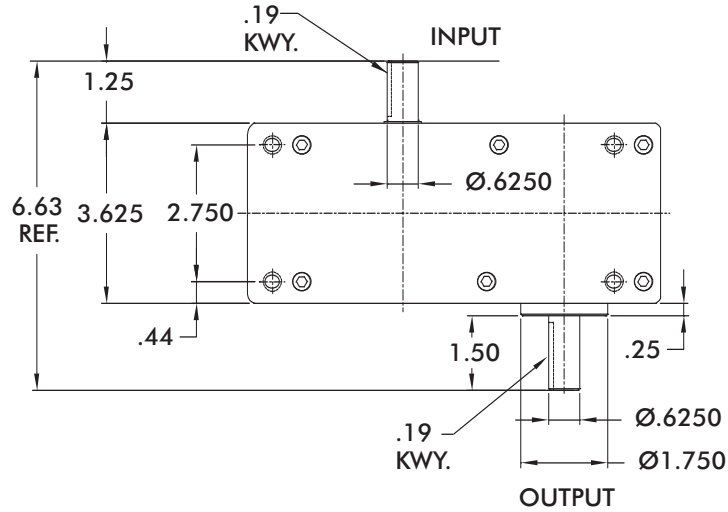 .19
KWY.
INPUT
1.25
Ø.6250
6.63
REF.
3.625
2.750
.44
1.50
.25
.19
KWY.
Ø.6250
Ø1.750
OUTPUT